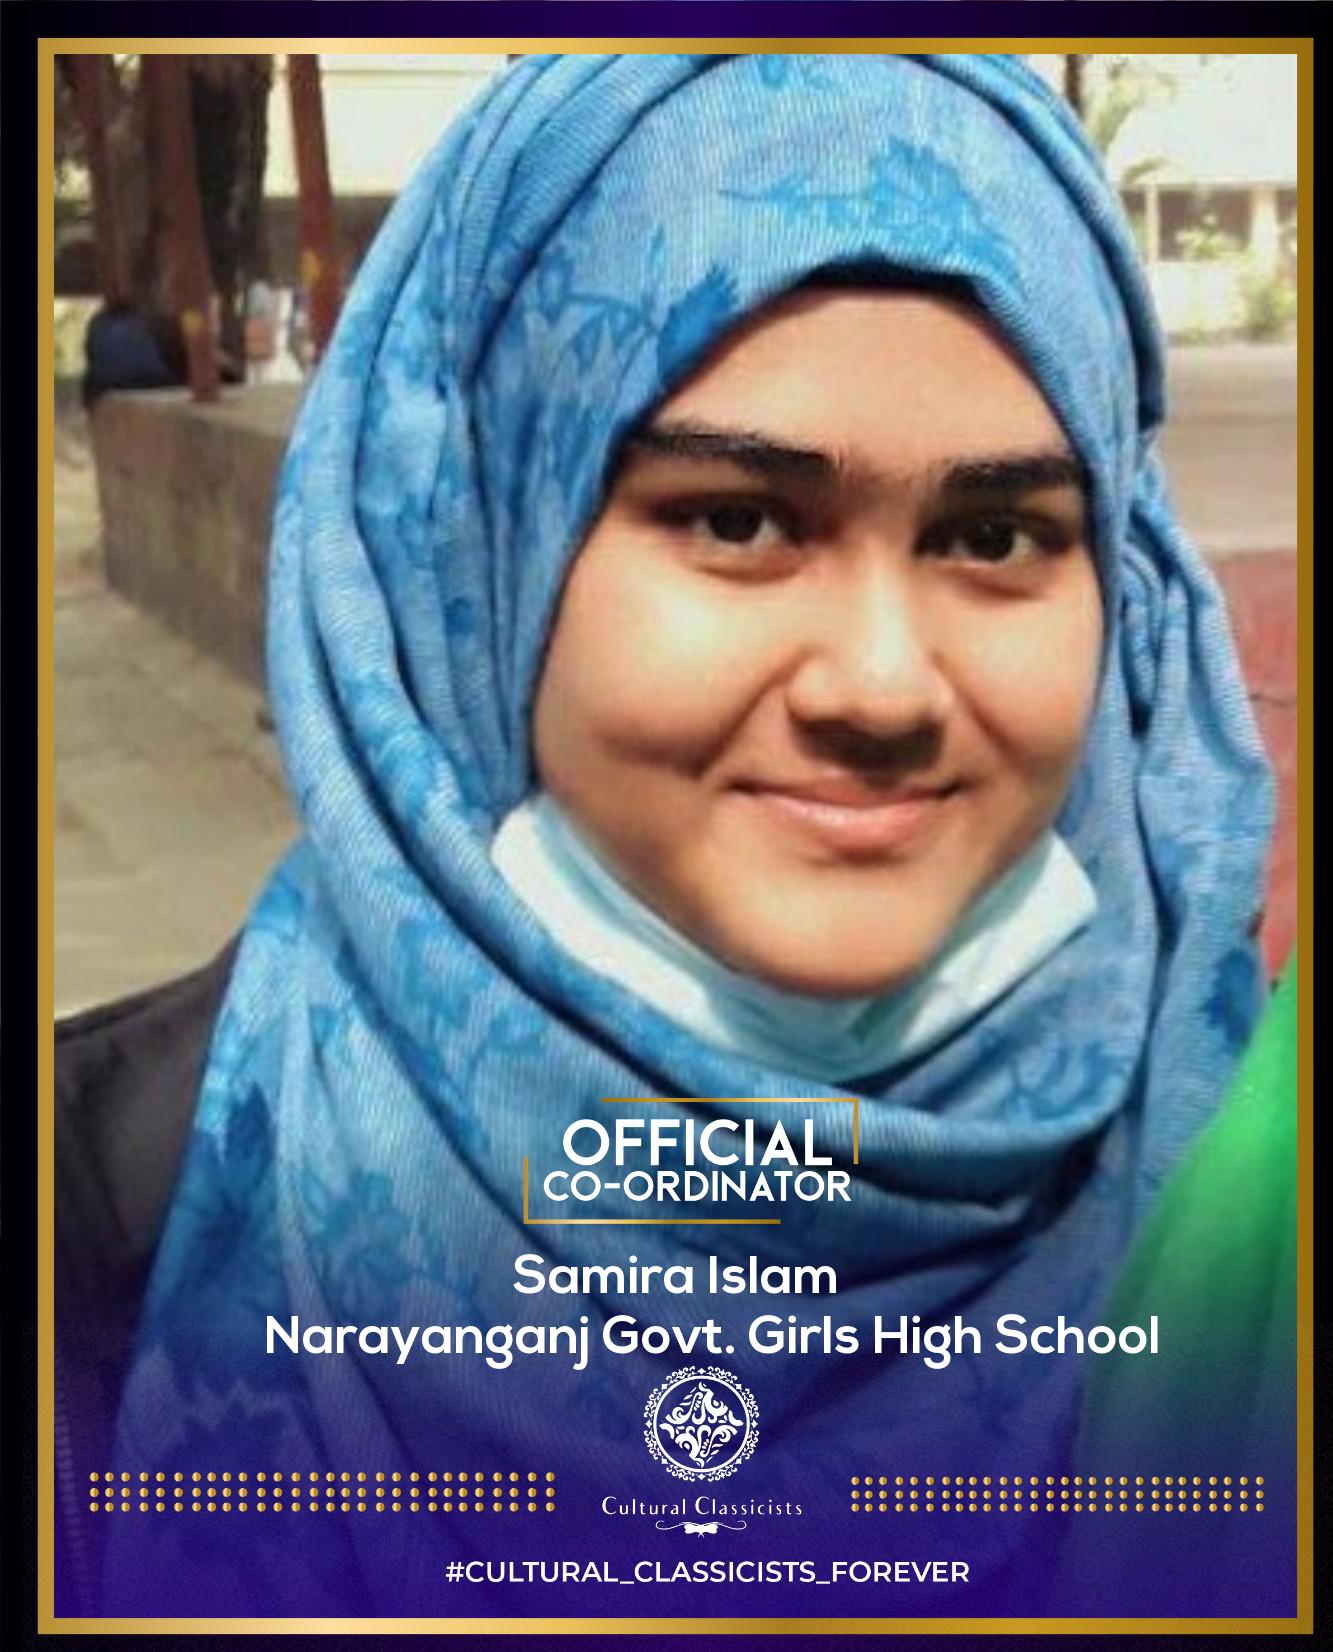 OFFICIAL
CO-ORDINATOR
Samira Islam
Narayanganj Govt. Girls High School
Cultural Classicists
#CULTURAL_CLASSICISTS_FOREVER